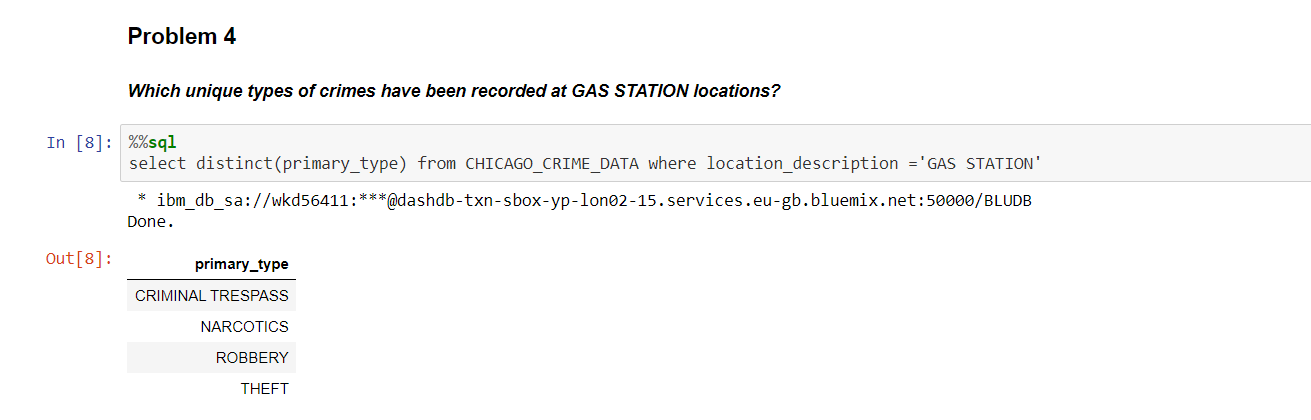 Problem 4
Which unique types of crimes have been recorded at GAS STATION locations?
In [8]: %%sql
select distinct(primary_type) from CHICAGO_CRIME_DATA where location_description ='GAS STATION'
* ibm_db_sa://wkd56411:***@dashdb-txn-sbox-yp-lon02-15.services.eu-gb.bluemix.net:50000/BLUDB
Done.
Out[8]:
primary_type
CRIMINAL TRESPASS
NARCOTICS
ROBBERY
THEFT